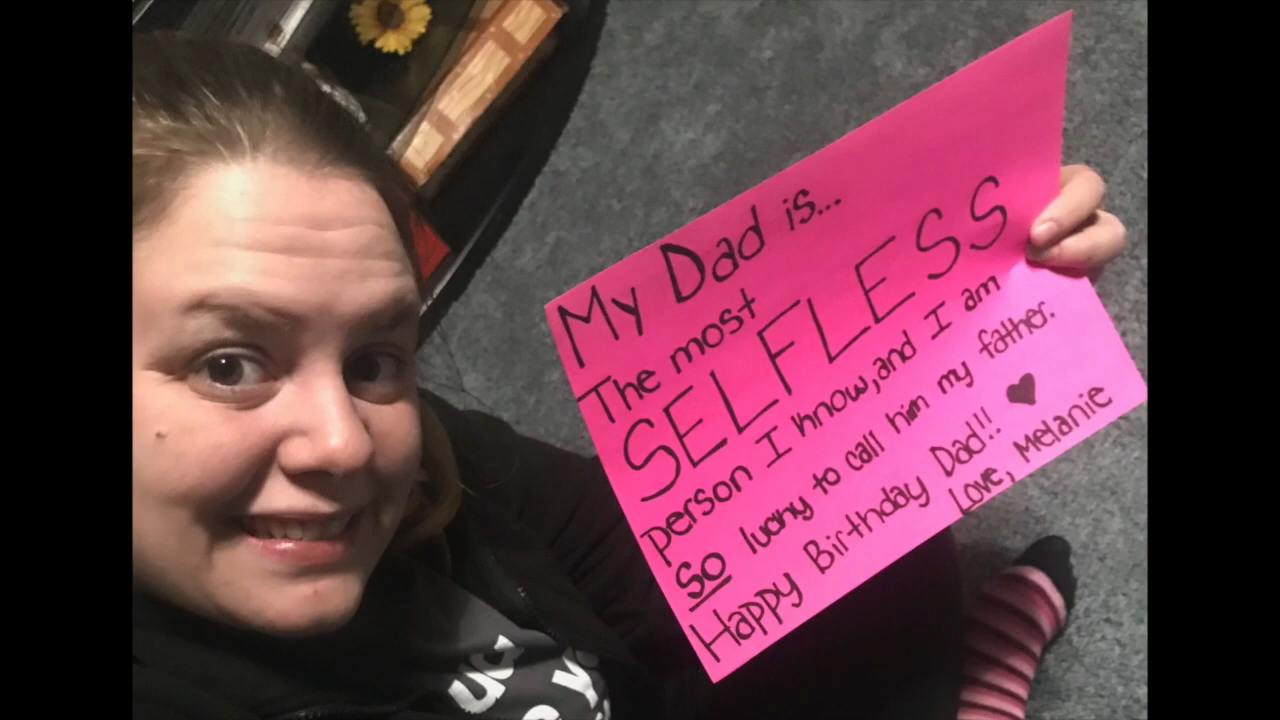 My Dad is...
The most
SELFLESS
person I know, and I am
SO lucky to call him my father.
Happy Birthday Dad!! ♥
Love, Melanie